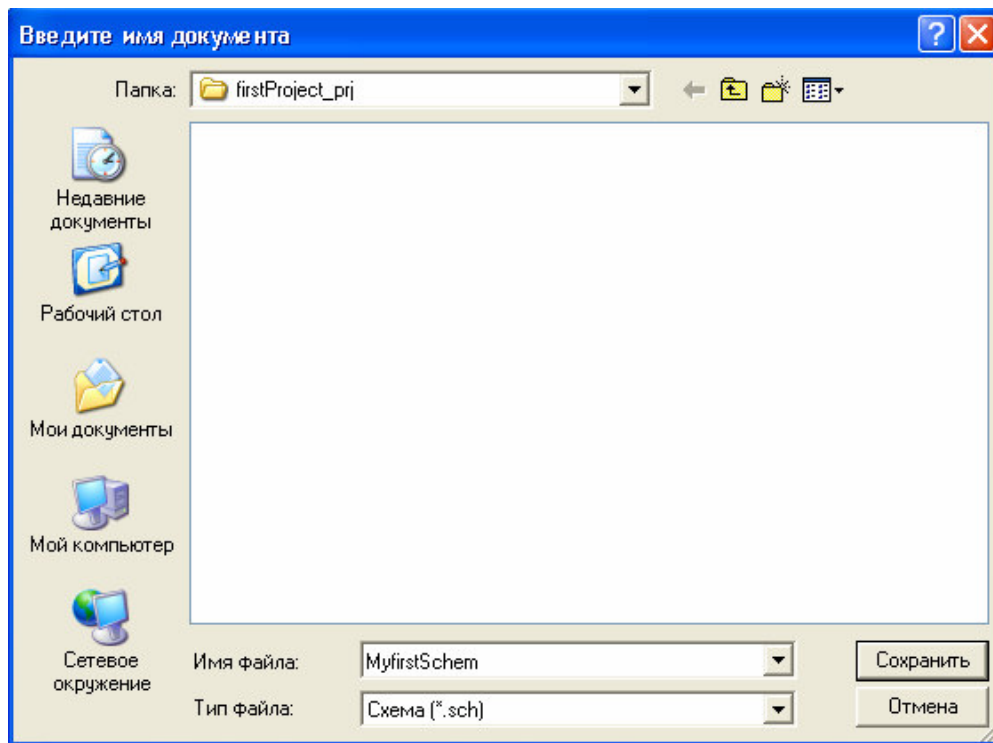 Введите имя документа
Папка:
firstProject_prj
Недавние
документы
Рабочий стол
Мои документы
Мой компьютер
Сетевое
окружение
Имя файла:
MyfirstSchem
Сохранить
Тип файла:
Схема (*.sch)
Отмена